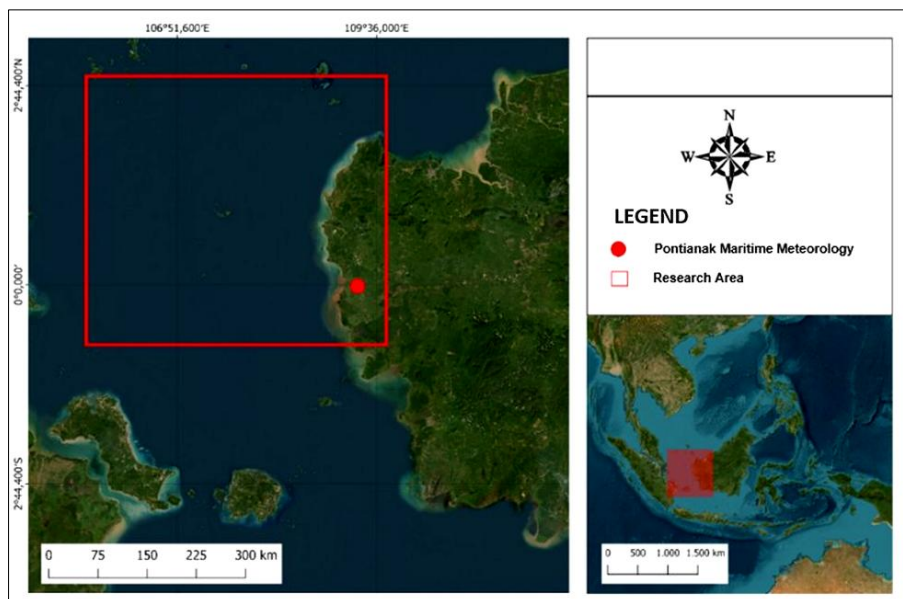 106°51,600'E 109°36,000'E
2°44,400'N
0°0,000'
2°44,400'S
0 75 150 225 300 km
N
W E
S
LEGEND
Pontianak Maritime Meteorology
Research Area
0 500 1.000 1.500 km